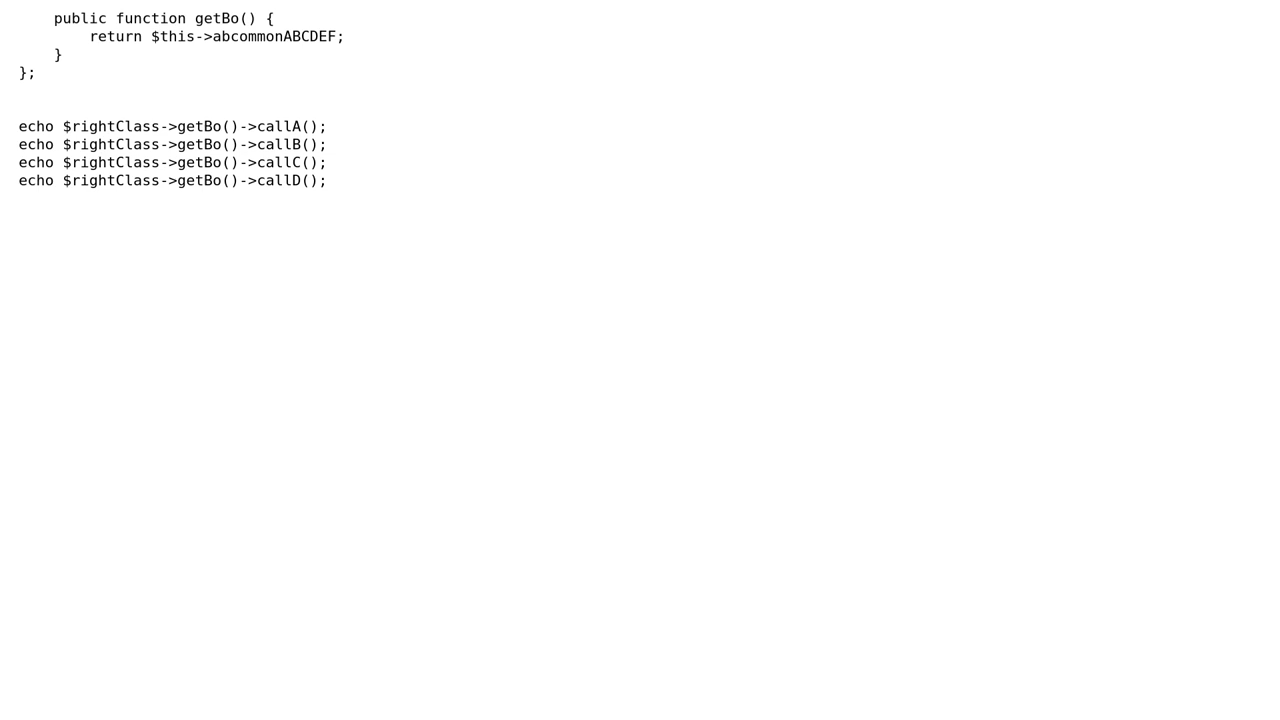 public function getBo() {
        return $this->abcommonABCDEF;
    }
};
echo $rightClass->getBo()->callA();
echo $rightClass->getBo()->callB();
echo $rightClass->getBo()->callC();
echo $rightClass->getBo()->callD();